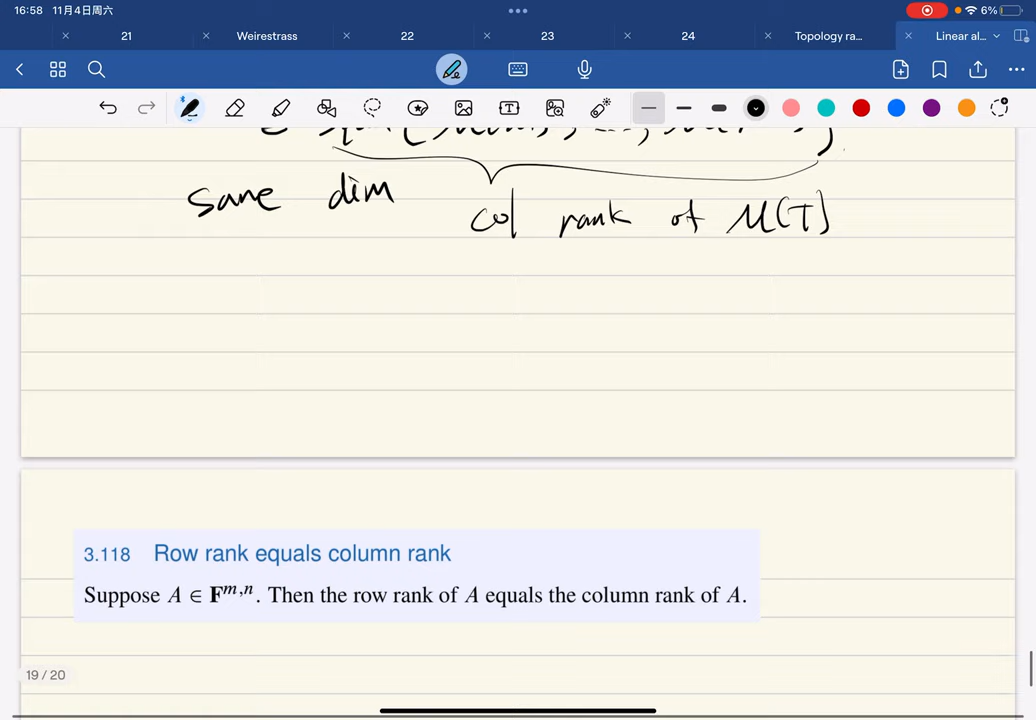 16:58 11月4日周六
6%
21
Weirestrass
22
23
24
Topology ra...
Linear al...
same dim
col rank of M(T)
3.118 Row rank equals column rank
Suppose A ∈ F^{m,n}. Then the row rank of A equals the column rank of A.
19 / 20